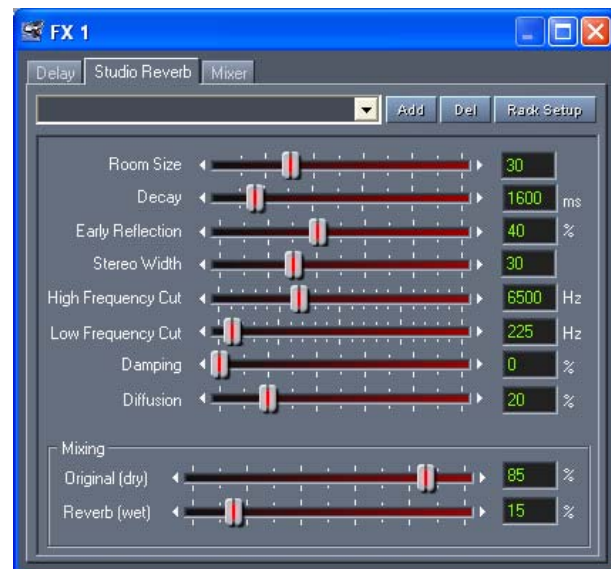 FX 1
Delay Studio Reverb Mixer
Add Del Rack Setup
Room Size 30
Decay 1600 ms
Early Reflection 40 %
Stereo Width 30
High Frequency Cut 6500 Hz
Low Frequency Cut 225 Hz
Damping 0 %
Diffusion 20 %
Mixing
Original (dry) 85 %
Reverb (wet) 15 %